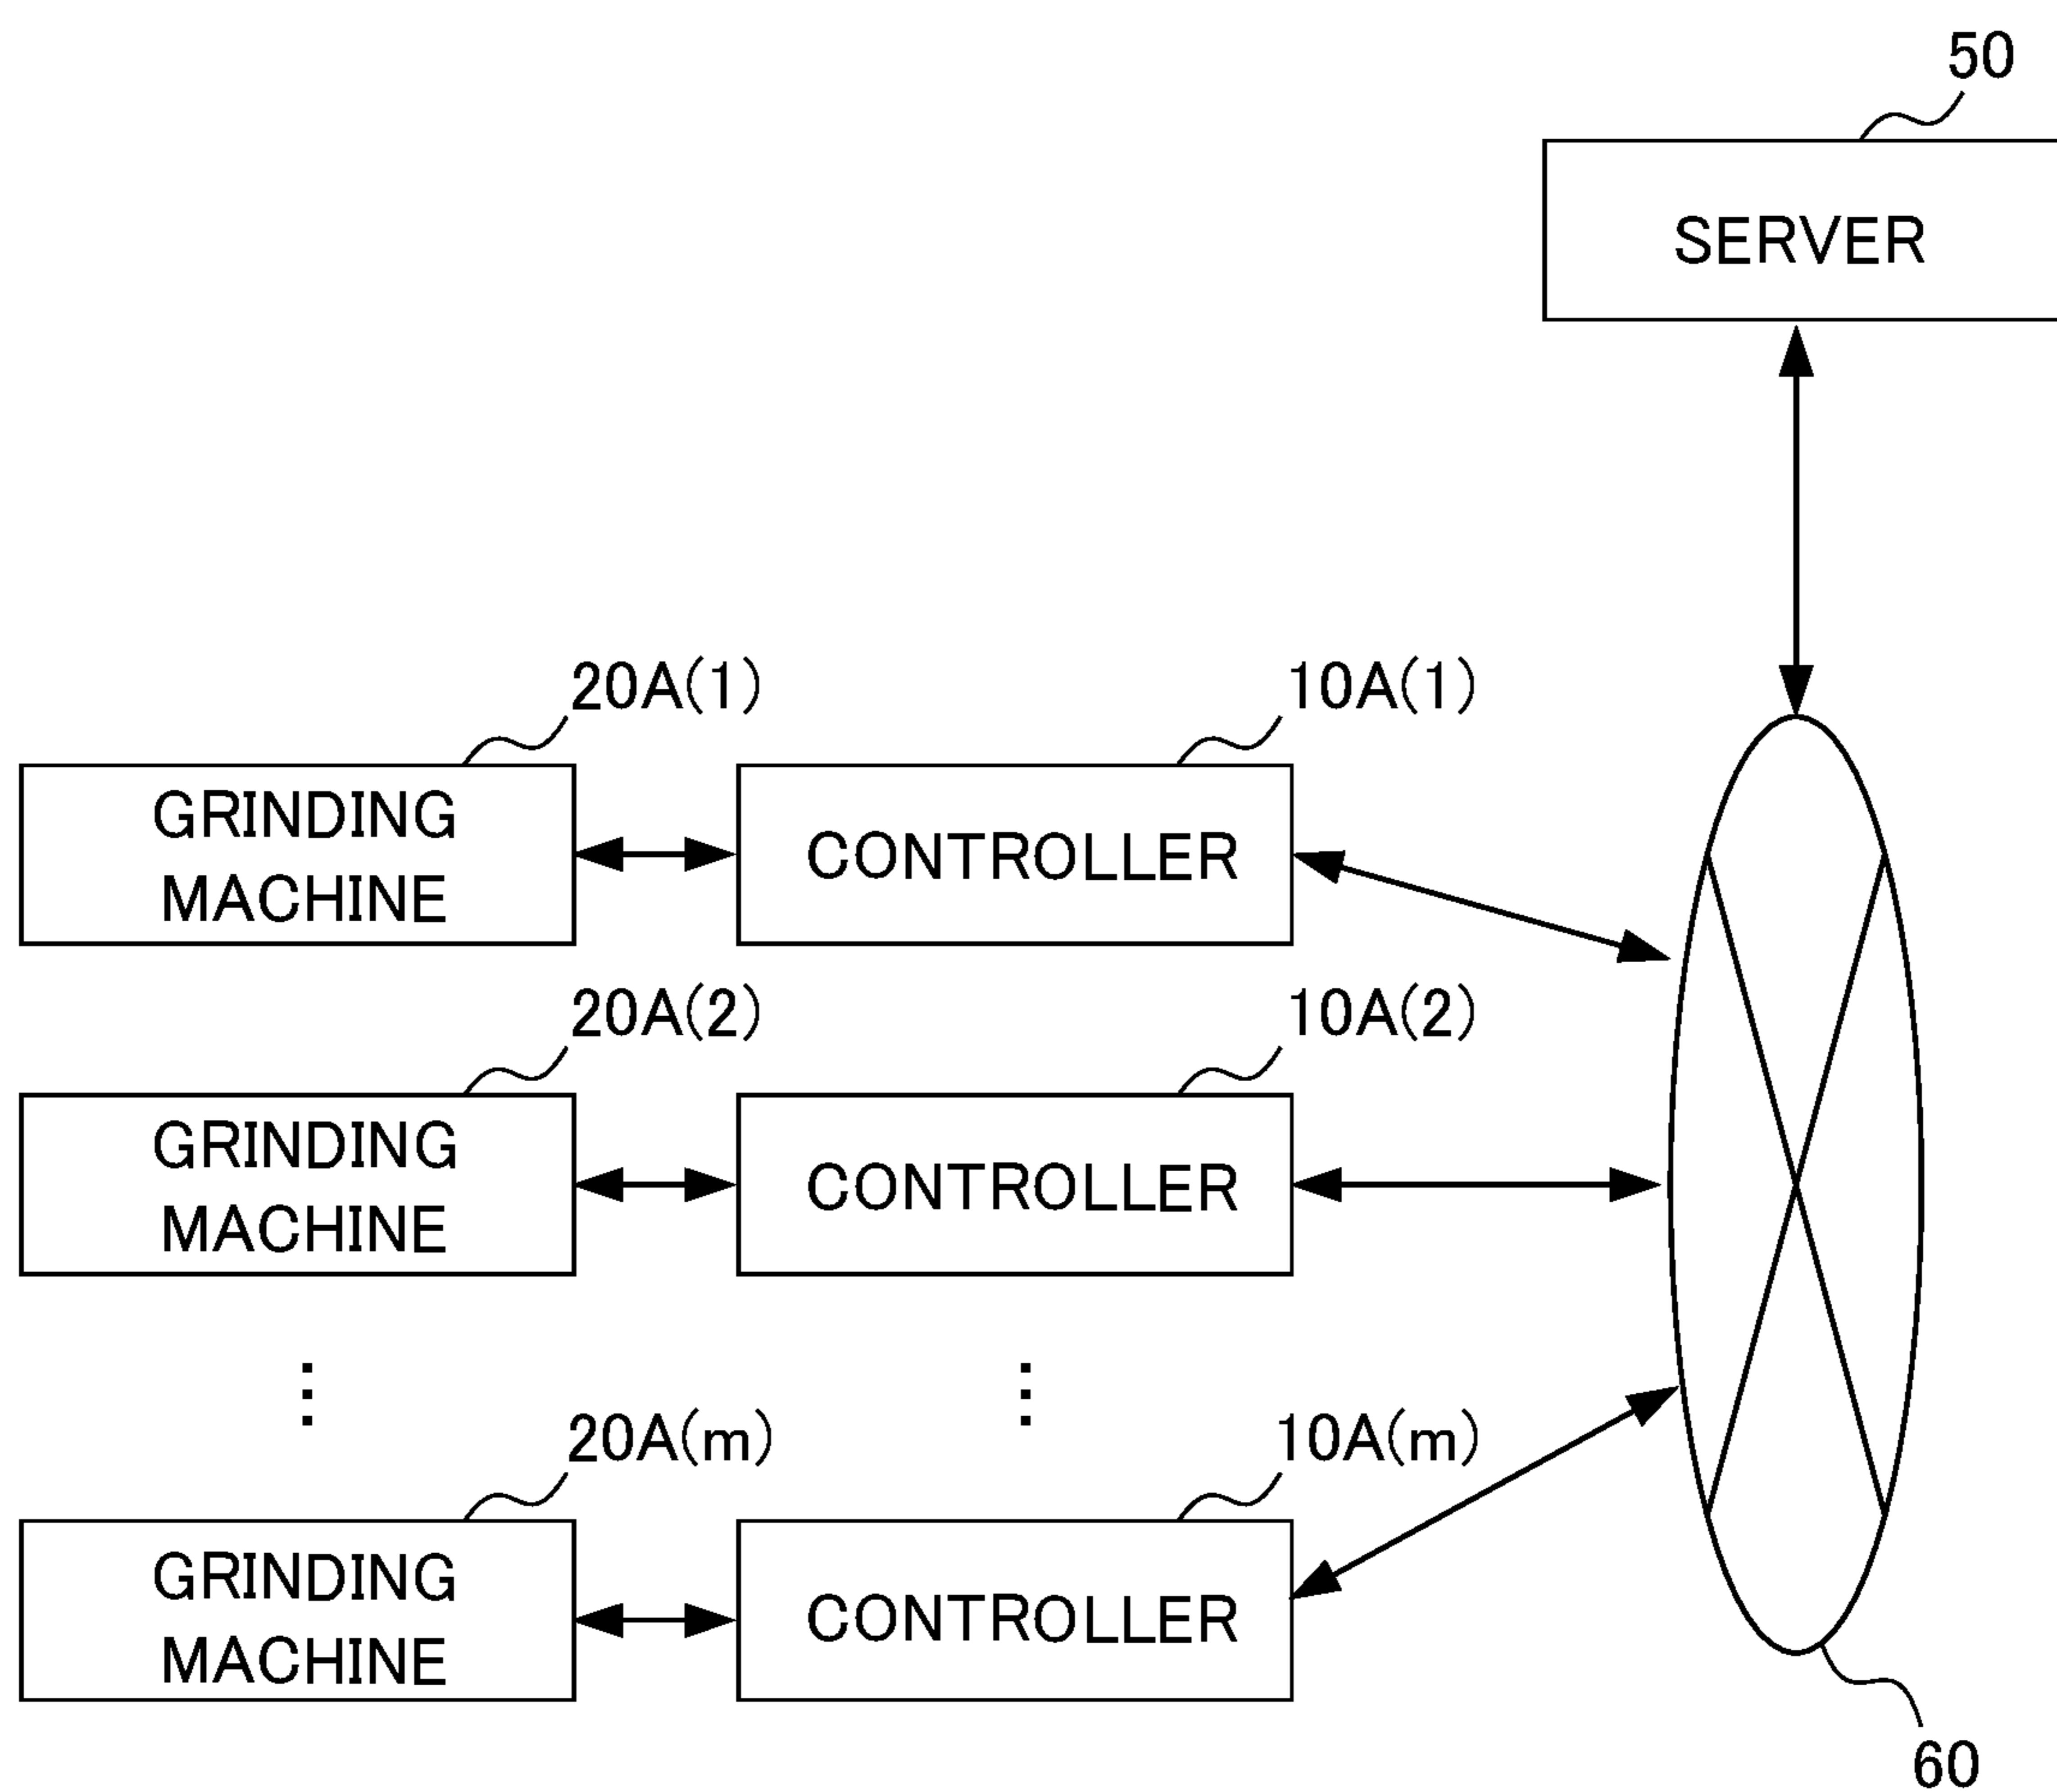 50
SERVER
20A(1)
10A(1)
GRINDING
MACHINE
CONTROLLER
20A(2)
10A(2)
GRINDING
MACHINE
CONTROLLER
⋮
⋮
20A(m)
10A(m)
GRINDING
MACHINE
CONTROLLER
60